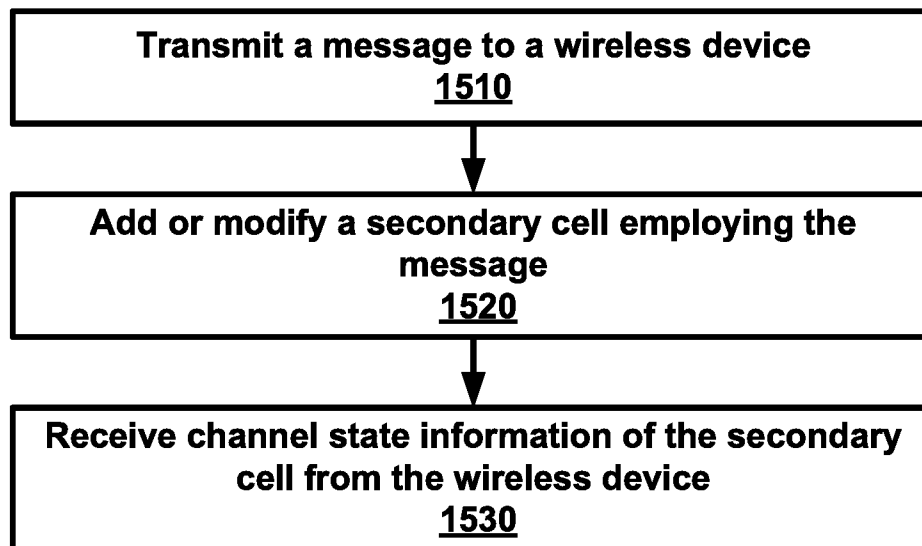 Transmit a message to a wireless device
1510
Add or modify a secondary cell employing the
message
1520
Receive channel state information of the secondary
cell from the wireless device
1530